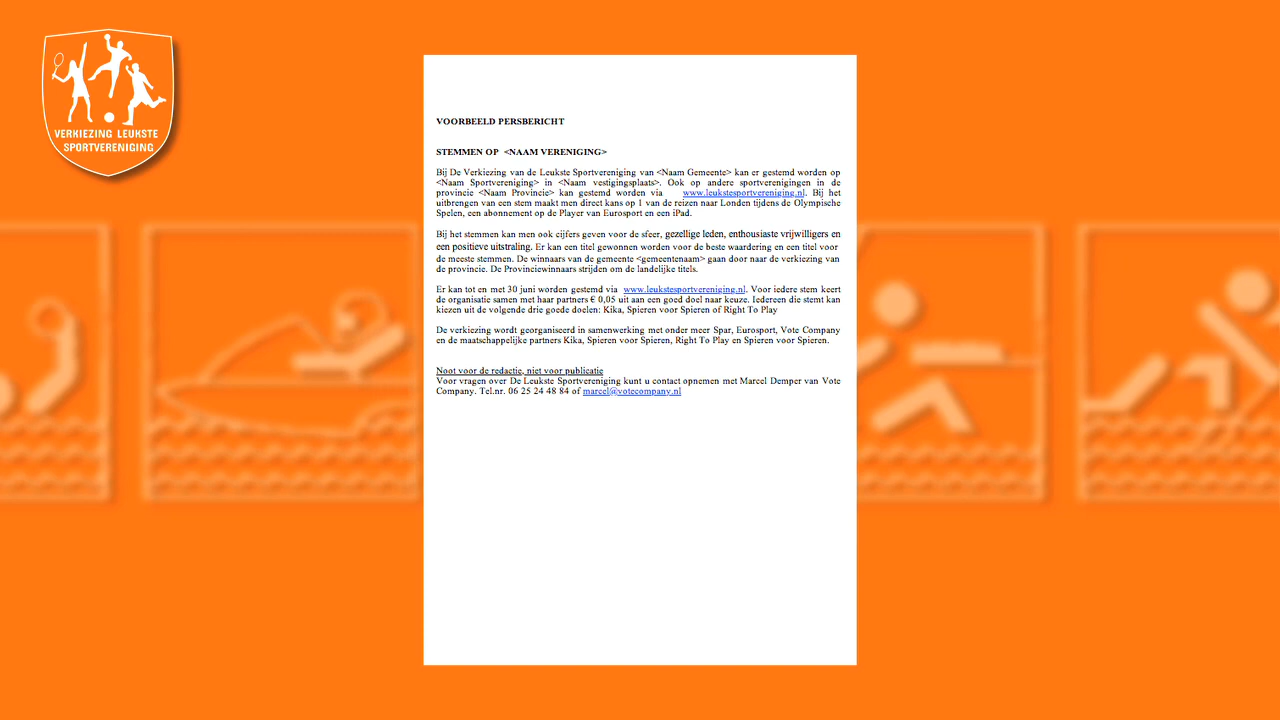 VERKIEZING LEUKSTE
SPORTVERENIGING
VOORBEELD PERSBERICHT
STEMMEN OP <NAAM VERENIGING>
Bij De Verkiezing van de Leukste Sportvereniging van <Naam Gemeente> kan er gestemd worden op
<Naam Sportvereniging> in <Naam vestigingsplaats>. Ook op andere sportverenigingen in de
provincie <Naam Provincie> kan gestemd worden via www.leukstesportvereniging.nl. Bij het
uitbrengen van een stem maakt men direct kans op 1 van de reizen naar Londen tijdens de Olympische
Spelen, een abonnement op de Player van Eurosport en een iPad.
Bij het stemmen kan men ook cijfers geven voor de sfeer, gezellige leden, enthousiaste vrijwilligers en
een positieve uitstraling. Er kan een titel gewonnen worden voor de beste waardering en een titel voor
de meeste stemmen. De winnaars van de gemeente <gemeentenaam> gaan door naar de verkiezing van
de provincie. De Provinciewinnaars strijden om de landelijke titels.
Er kan tot en met 30 juni worden gestemd via www.leukstesportvereniging.nl. Voor iedere stem keert
de organisatie samen met haar partners € 0,05 uit aan een goed doel naar keuze. Iedereen die stemt kan
kiezen uit de volgende drie goede doelen: Kika, Spieren voor Spieren of Right To Play
De verkiezing wordt georganiseerd in samenwerking met onder meer Spar, Eurosport, Vote Company
en de maatschappelijke partners Kika, Spieren voor Spieren, Right To Play en Spieren voor Spieren.
Noot voor de redactie, niet voor publicatie
Voor vragen over De Leukste Sportvereniging kunt u contact opnemen met Marcel Demper van Vote
Company. Tel.nr. 06 25 24 48 84 of marcel@votecompany.nl